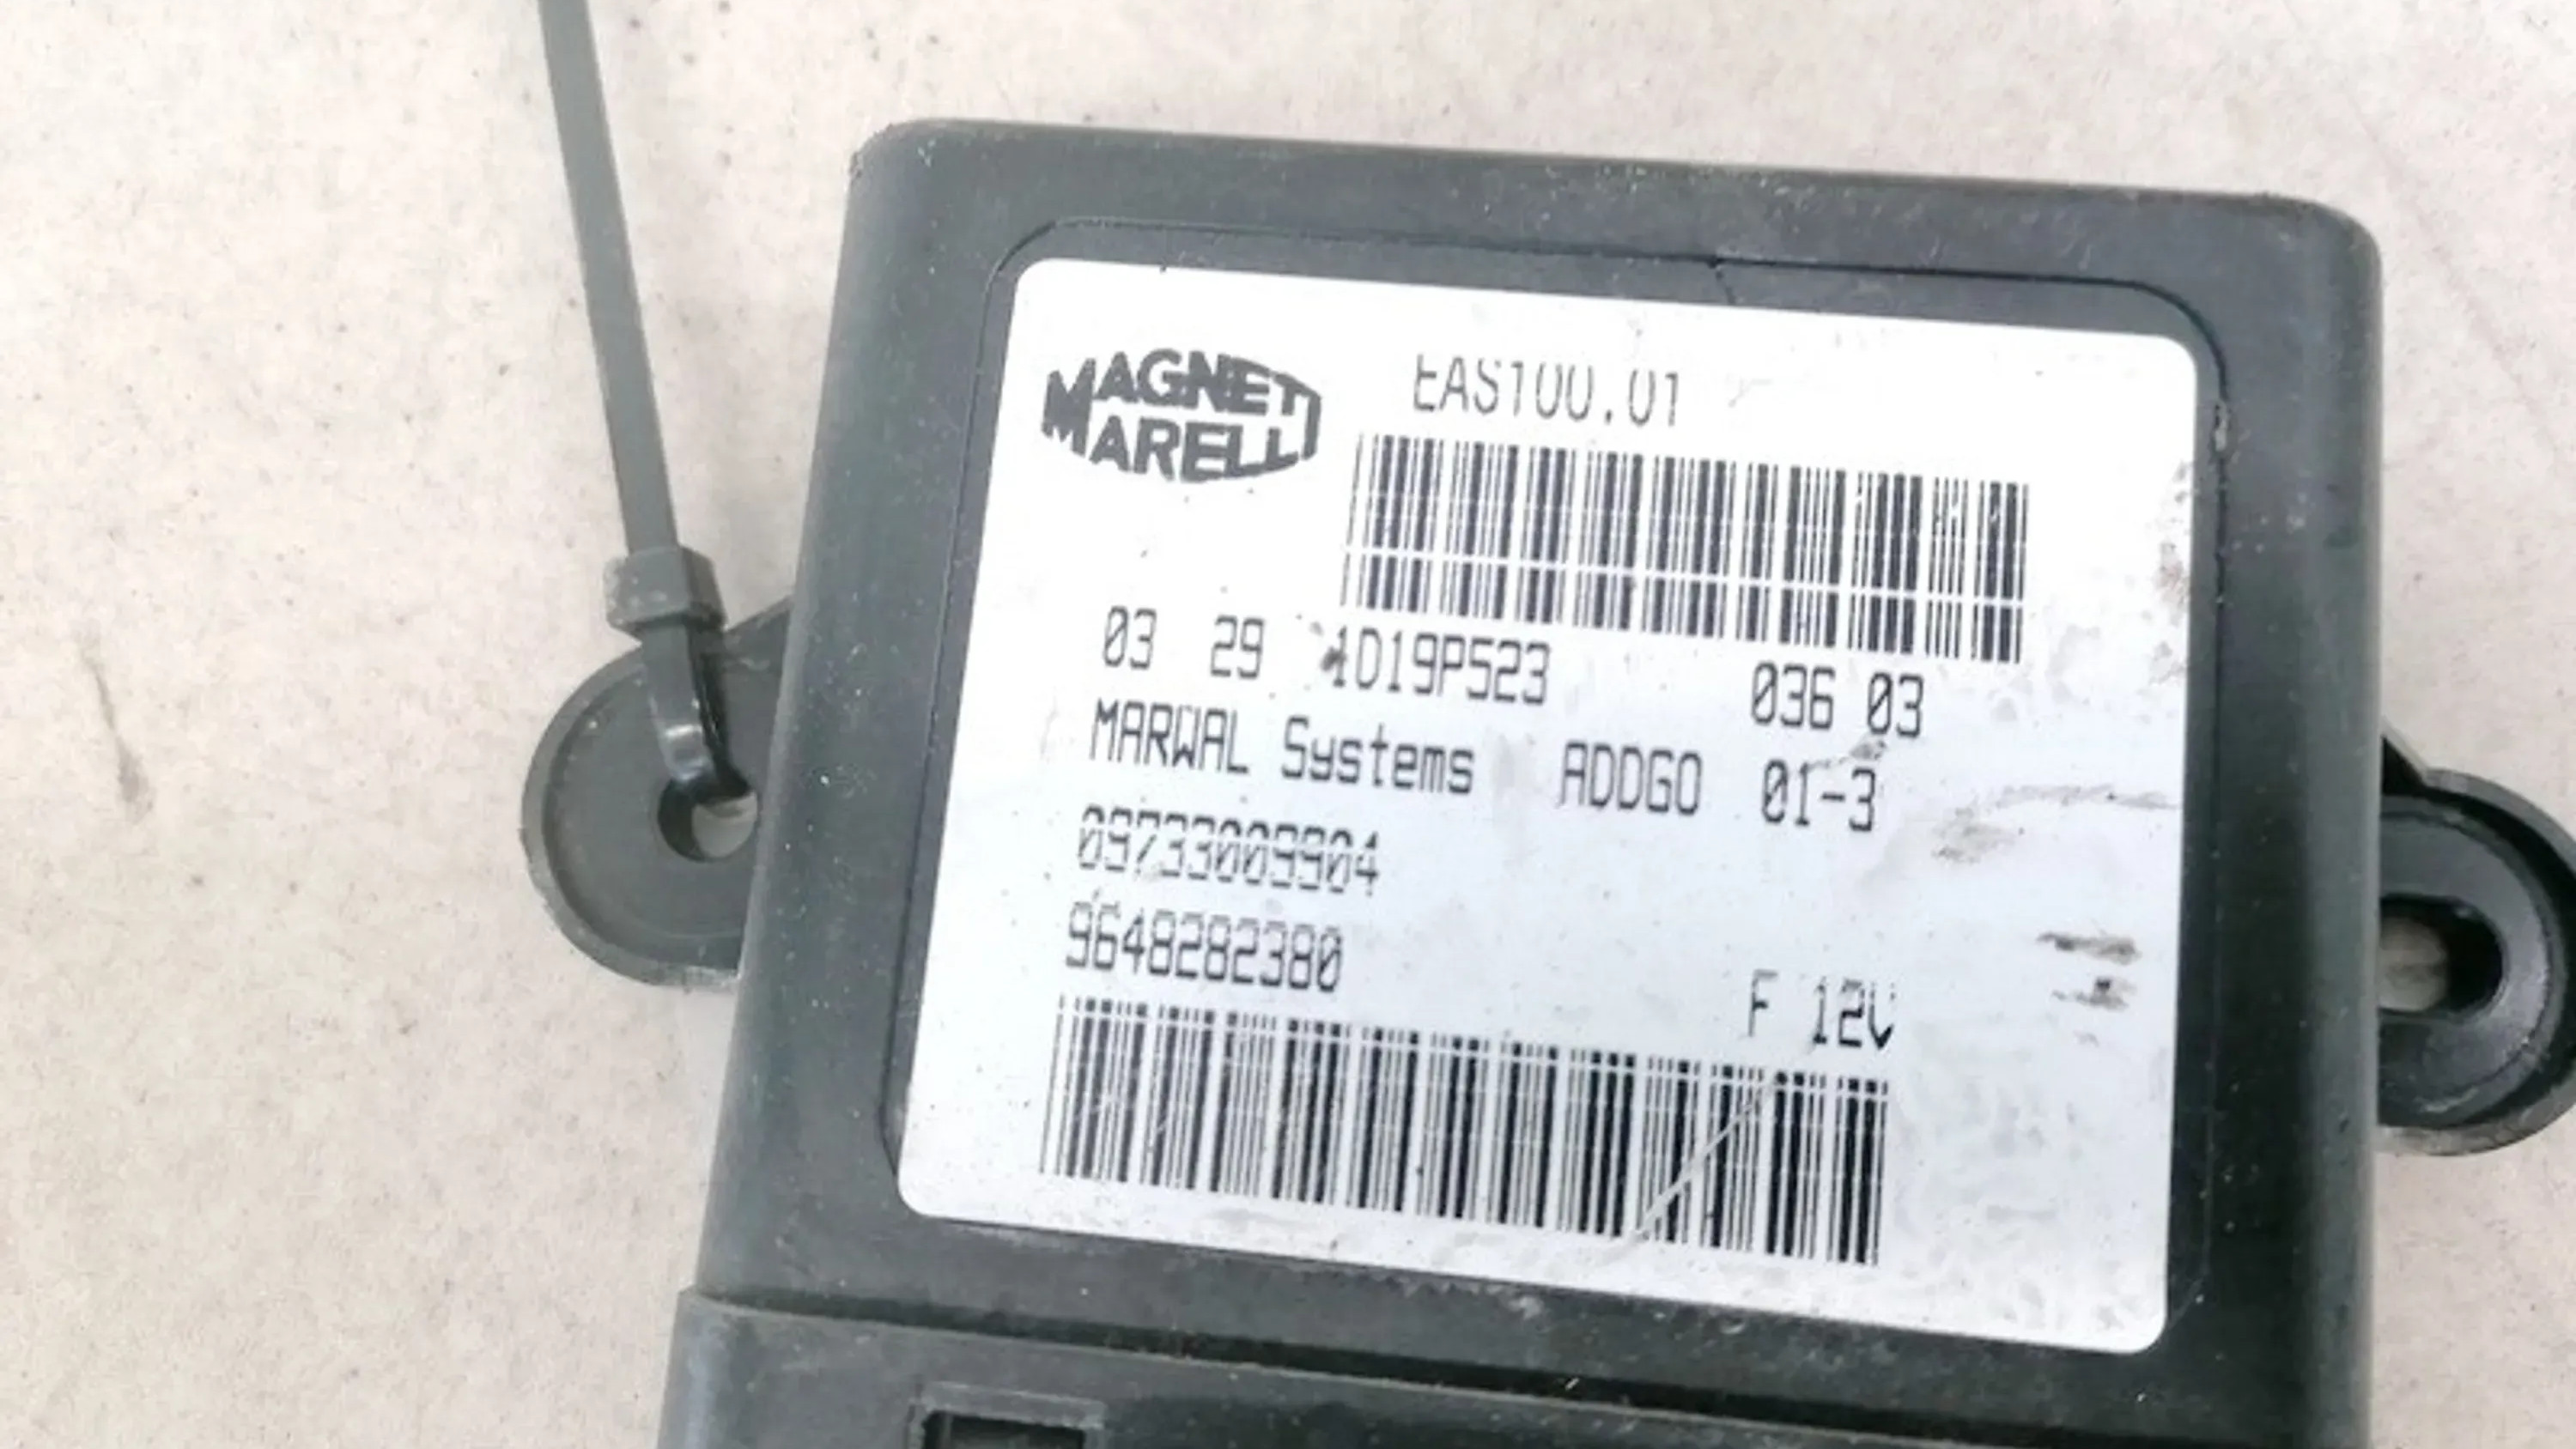 MAGNETI
MARELLI
EAS100.01
03 29 1D19P523 036 03
MARWAL Systems ADDGO 01-3
09733009904
9648282380
F 12V